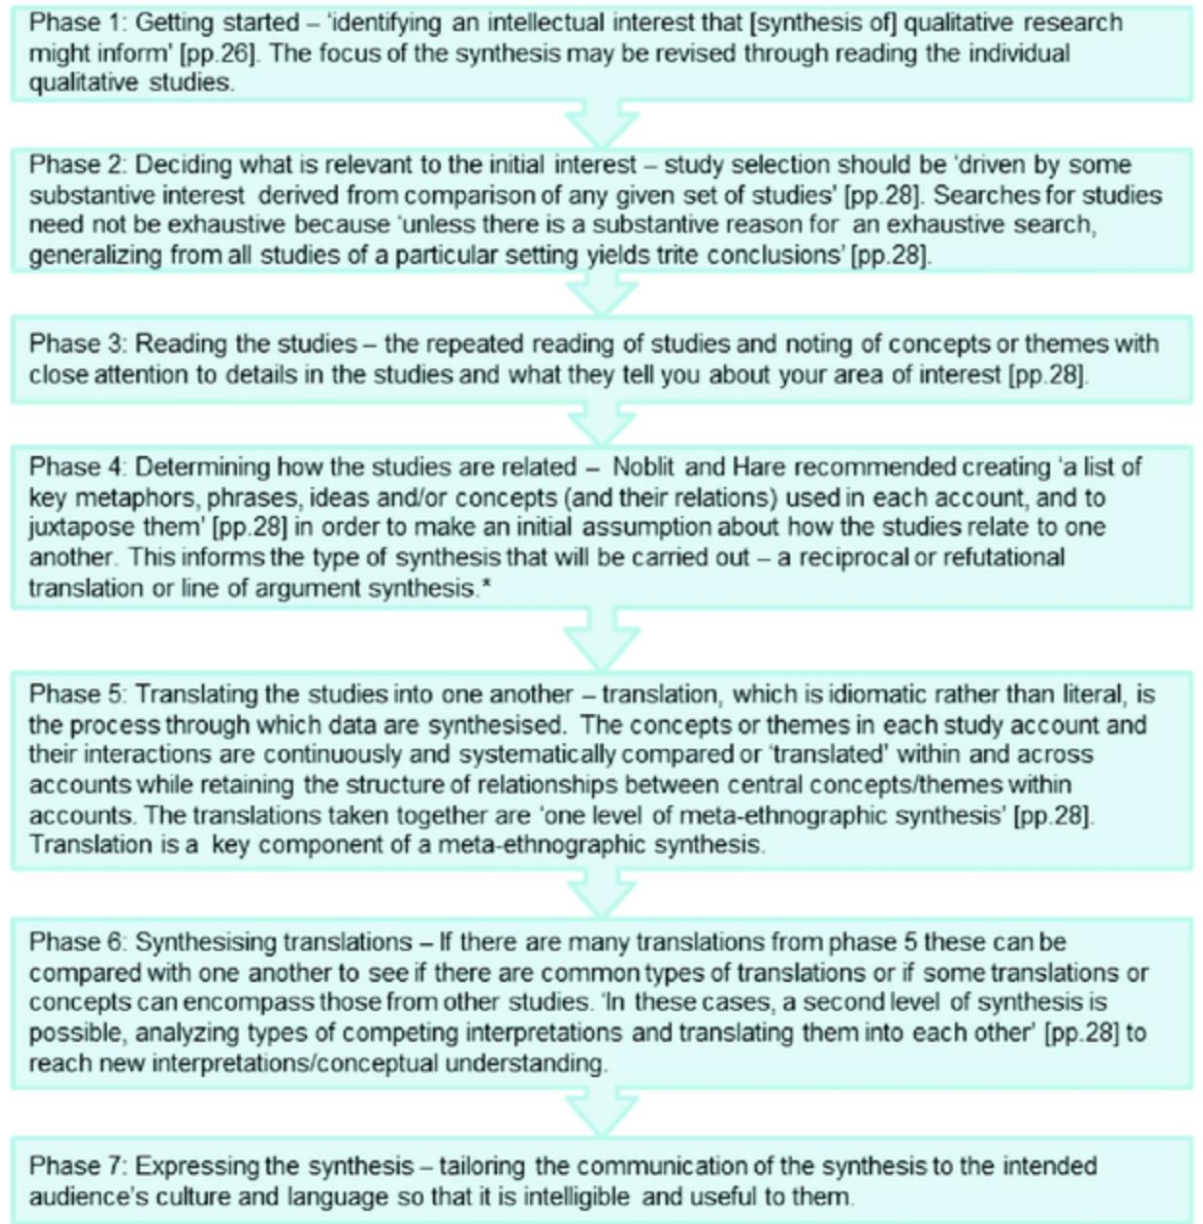 Phase 1: Getting started – 'identifying an intellectual interest that [synthesis of] qualitative research
might inform' [pp.26]. The focus of the synthesis may be revised through reading the individual
qualitative studies.
Phase 2: Deciding what is relevant to the initial interest – study selection should be 'driven by some
substantive interest derived from comparison of any given set of studies' [pp.28]. Searches for studies
need not be exhaustive because 'unless there is a substantive reason for an exhaustive search,
generalizing from all studies of a particular setting yields trite conclusions' [pp.28].
Phase 3: Reading the studies – the repeated reading of studies and noting of concepts or themes with
close attention to details in the studies and what they tell you about your area of interest [pp.28].
Phase 4: Determining how the studies are related – Noblit and Hare recommended creating 'a list of
key metaphors, phrases, ideas and/or concepts (and their relations) used in each account, and to
juxtapose them' [pp.28] in order to make an initial assumption about how the studies relate to one
another. This informs the type of synthesis that will be carried out – a reciprocal or refutational
translation or line of argument synthesis.*
Phase 5: Translating the studies into one another – translation, which is idiomatic rather than literal, is
the process through which data are synthesised. The concepts or themes in each study account and
their interactions are continuously and systematically compared or 'translated' within and across
accounts while retaining the structure of relationships between central concepts/themes within
accounts. The translations taken together are 'one level of meta-ethnographic synthesis' [pp.28].
Translation is a key component of a meta-ethnographic synthesis.
Phase 6: Synthesising translations – If there are many translations from phase 5 these can be
compared with one another to see if there are common types of translations or if some translations or
concepts can encompass those from other studies. 'In these cases, a second level of synthesis is
possible, analyzing types of competing interpretations and translating them into each other' [pp.28] to
reach new interpretations/conceptual understanding.
Phase 7: Expressing the synthesis – tailoring the communication of the synthesis to the intended
audience's culture and language so that it is intelligible and useful to them.